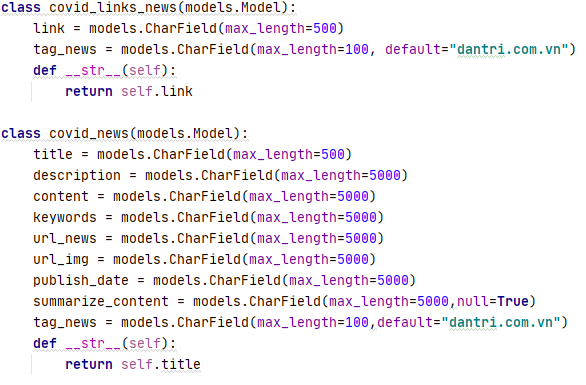 class covid_links_news(models.Model):
    link = models.CharField(max_length=500)
    tag_news = models.CharField(max_length=100, default="dantri.com.vn")
    def __str__(self):
        return self.link
class covid_news(models.Model):
    title = models.CharField(max_length=500)
    description = models.CharField(max_length=5000)
    content = models.CharField(max_length=5000)
    keywords = models.CharField(max_length=5000)
    url_news = models.CharField(max_length=5000)
    url_img = models.CharField(max_length=5000)
    publish_date = models.CharField(max_length=5000)
    summarize_content = models.CharField(max_length=5000,null=True)
    tag_news = models.CharField(max_length=100,default="dantri.com.vn")
    def __str__(self):
        return self.title